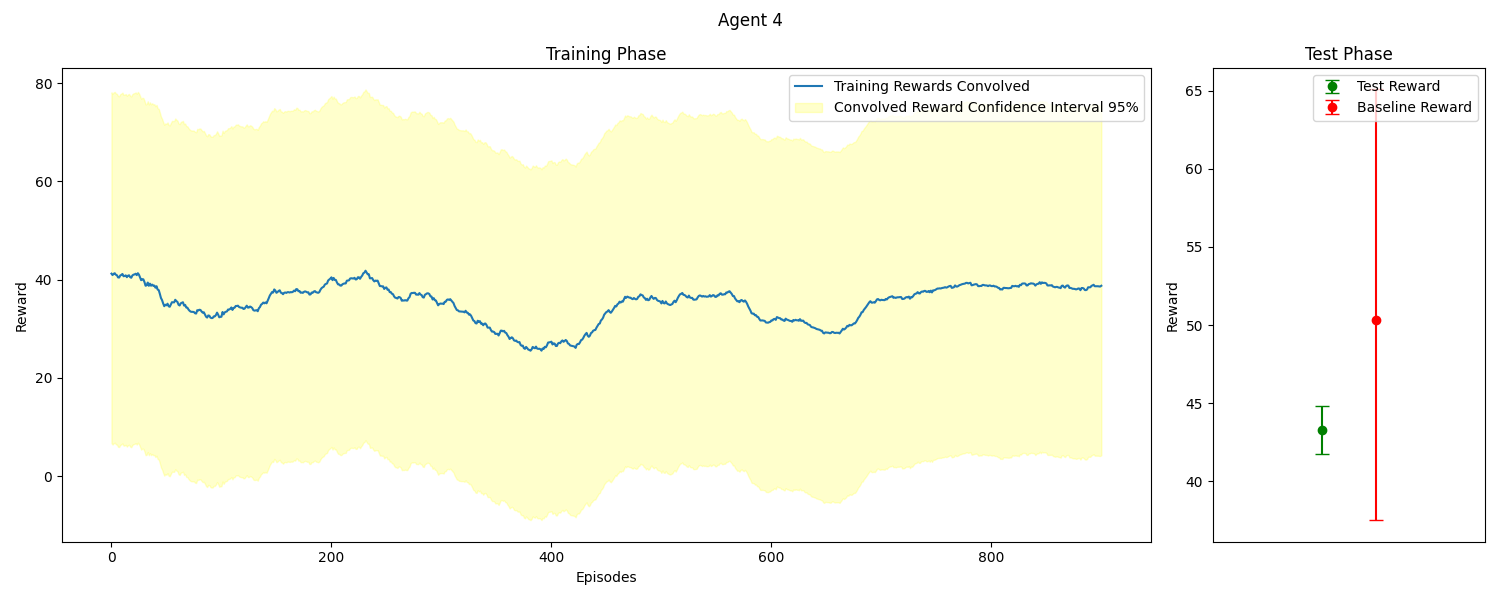 Agent 4
Training Phase
Training Rewards Convolved
Convolved Reward Confidence Interval 95%
80
60
40
20
0
Reward
0 200 400 600 800
Episodes
Test Phase
Test Reward
Baseline Reward
65
60
55
50
45
40
Reward